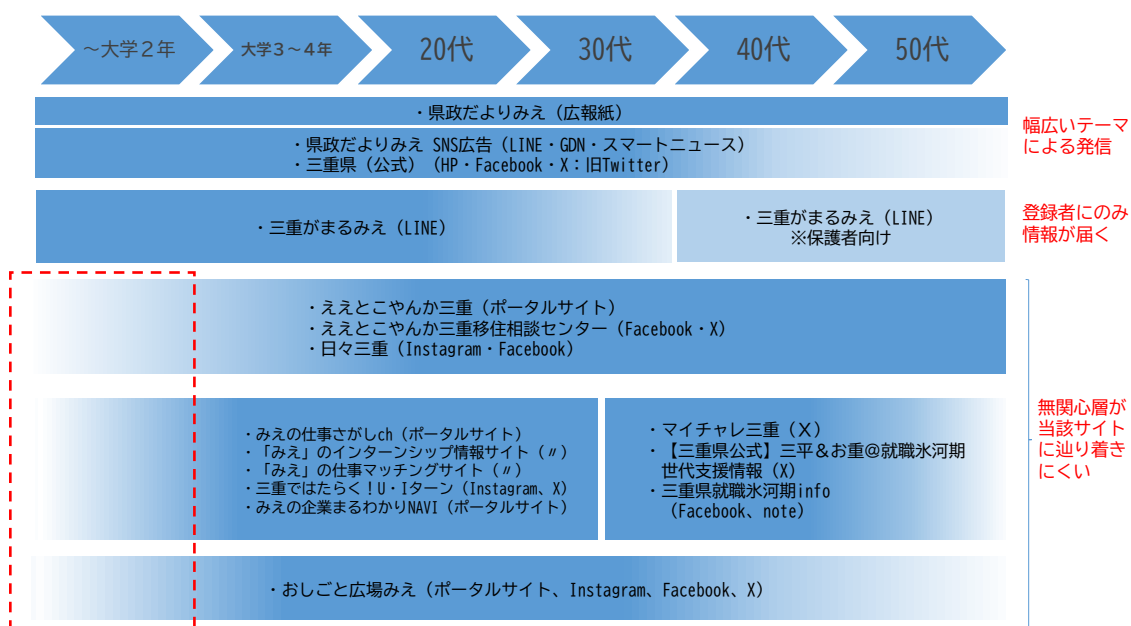 ～大学２年
大学３～４年
20代
30代
40代
50代
・県政だよりみえ（広報紙）
・県政だよりみえ SNS広告（LINE・GDN・スマートニュース）
・三重県（公式）（HP・Facebook・X：旧Twitter）
幅広いテーマ
による発信
・三重がまるみえ（LINE）
・三重がまるみえ（LINE）
※保護者向け
登録者にのみ
情報が届く
・ええとこやんか三重（ポータルサイト）
・ええとこやんか三重移住相談センター（Facebook・X）
・日々三重（Instagram・Facebook）
・みえの仕事さがしch（ポータルサイト）
・「みえ」のインターンシップ情報サイト（〃）
・「みえ」の仕事マッチングサイト（〃）
・三重ではたらく！U・Iターン（Instagram、X）
・みえの企業まるわかりNAVI（ポータルサイト）
・マイチャレ三重（Ｘ）
・【三重県公式】三平＆お重@就職氷河期
世代支援情報（X）
・三重県就職氷河期info
（Facebook、note）
無関心層が
当該サイト
に辿り着き
にくい
・おしごと広場みえ（ポータルサイト、Instagram、Facebook、X）